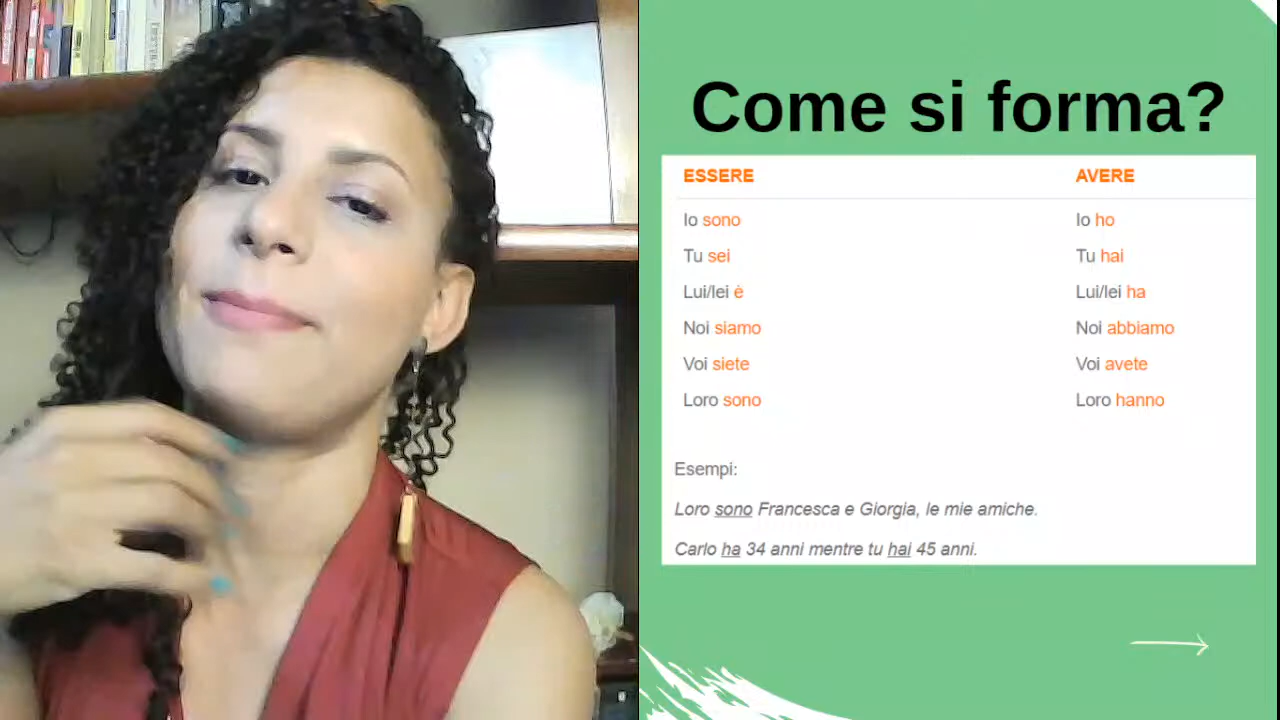 Come si forma?
ESSERE AVERE
Io sono Io ho
Tu sei Tu hai
Lui/lei è Lui/lei ha
Noi siamo Noi abbiamo
Voi siete Voi avete
Loro sono Loro hanno
Esempi:
Loro sono Francesca e Giorgia, le mie amiche.
Carlo ha 34 anni mentre tu hai 45 anni.